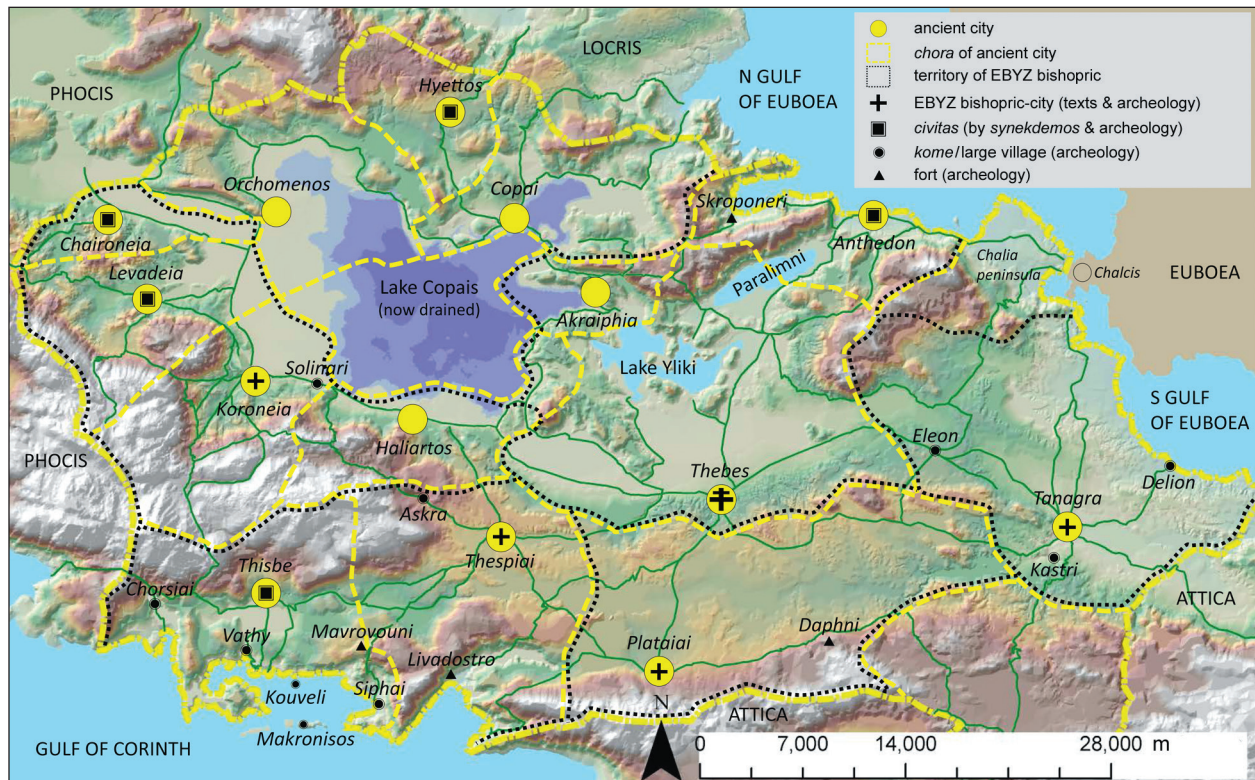 LOCRIS
PHOCIS
Hyettos
N GULF
OF EUBOEA
ancient city
chora of ancient city
territory of EBYZ bishopric
EBYZ bishopric-city (texts & archeology)
civitas (by synekdemos & archeology)
kome/large village (archeology)
fort (archeology)
Orchomenos
Copai
Skroponeri
Chaironeia
Anthedon
Levadeia
Lake Copais
(now drained)
Akraiphia
Paralimni
Chalia
peninsula
Chalcis
EUBOEA
Solinari
Lake Yliki
Koroneia
Haliartos
S GULF
OF EUBOEA
PHOCIS
Eleon
Thebes
Delion
Askra
Tanagra
Thespiai
Kastri
Thisbe
Chorsiai
ATTICA
Vathy
Mavrovouni
Daphni
Livadostro
Plataiai
Kouveli
Siphai
N
ATTICA
Makronisos
GULF OF CORINTH
0 7,000 14,000 28,000 m